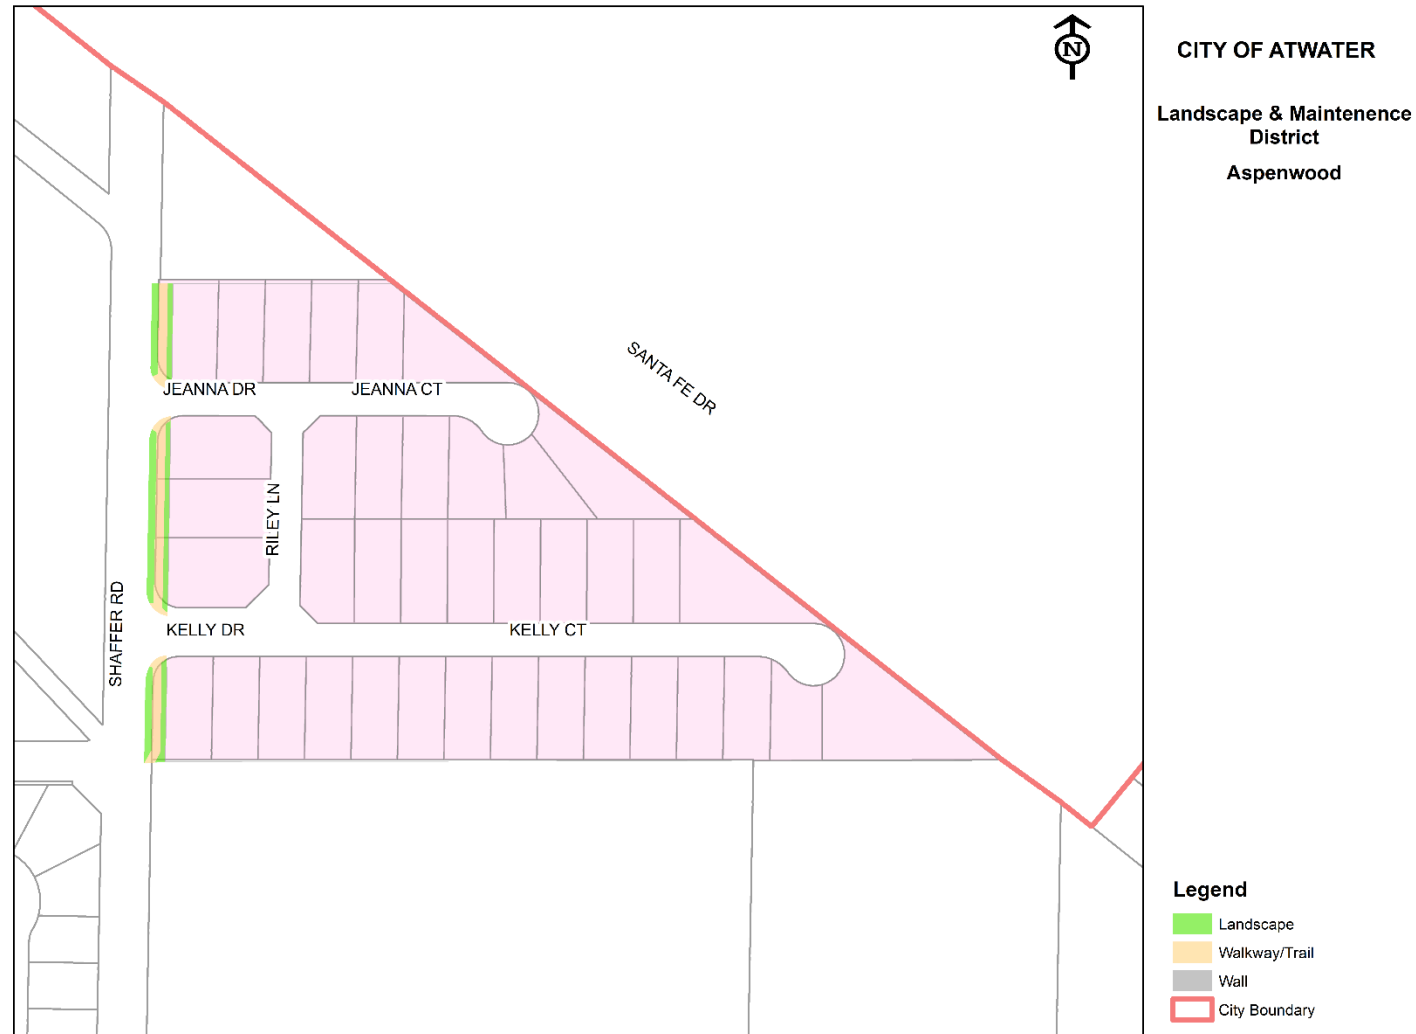 N
CITY OF ATWATER
Landscape & Maintenence
District
Aspenwood
SANTA FE DR
JEANNA DR
JEANNA CT
RILEY LN
SHAFFER RD
KELLY DR
KELLY CT
Legend
Landscape
Walkway/Trail
Wall
City Boundary